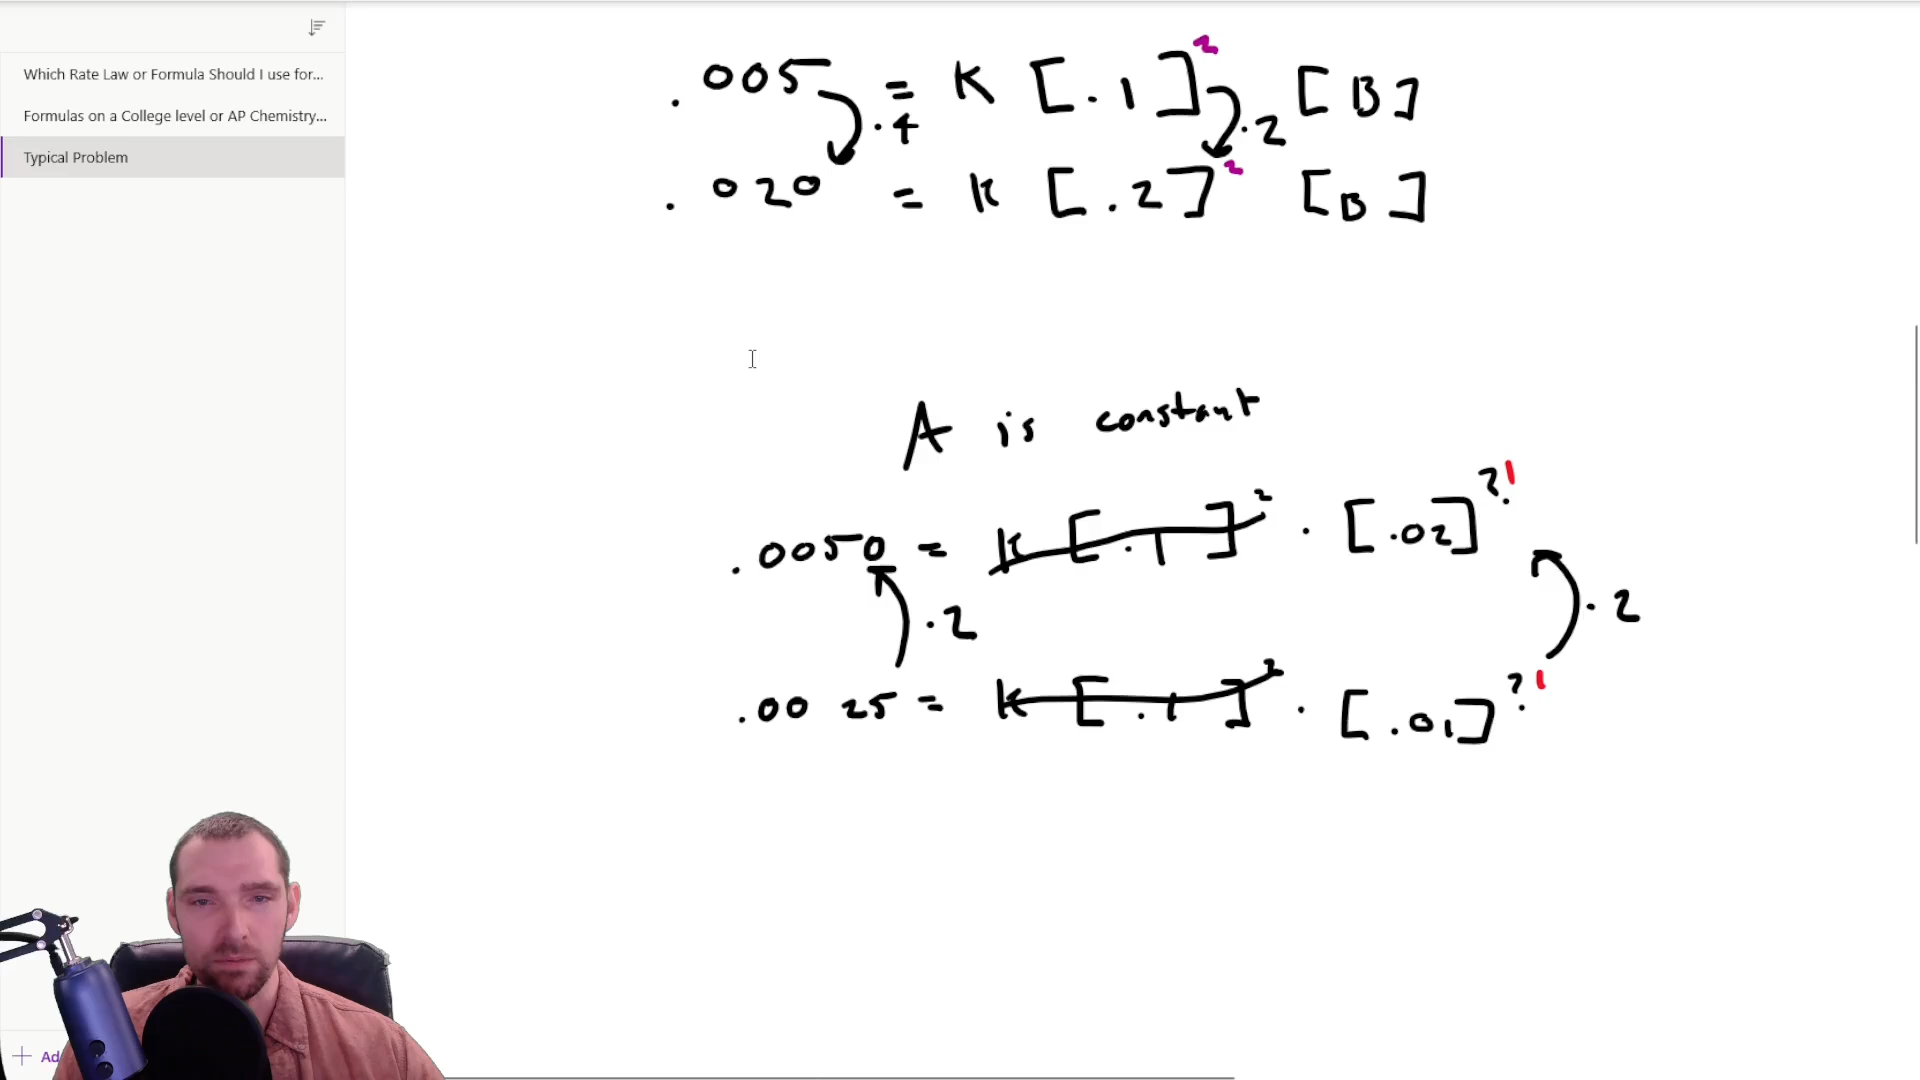 Which Rate Law or Formula Should I use for...
Formulas on a College level or AP Chemistry...
Typical Problem
.005 = K [.1]² [B]
·4 ·2
.020 = K [.2]² [B]
A is constant
.0050 = K [.1]² · [.02]?1
·2 ·2
.0025 = K [.1]² · [.01]?1
+ Ad